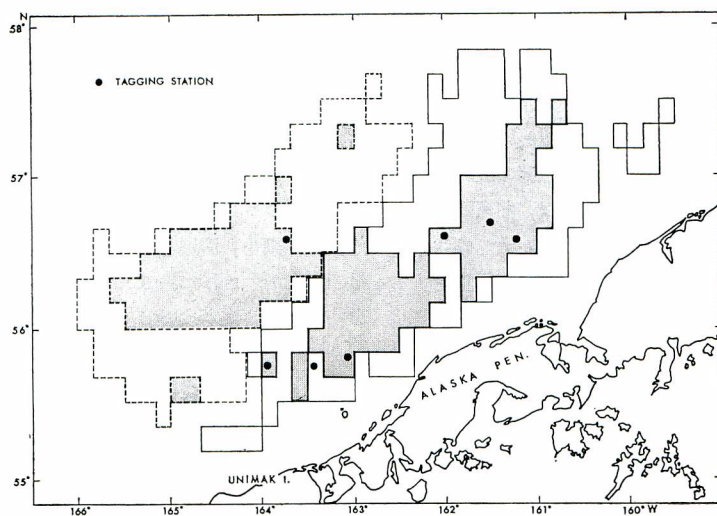 N
58°
● TAGGING STATION
57°
56°
ALASKA PEN.
UNIMAK I.
55°
166° 165° 164° 163° 162° 161° 160° W